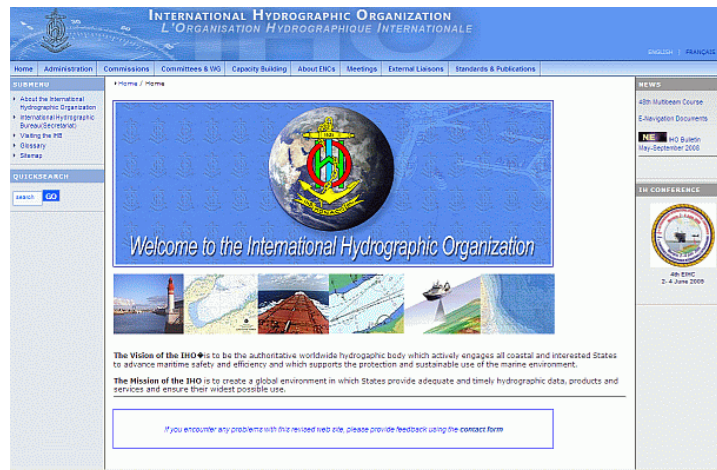 INTERNATIONAL HYDROGRAPHIC ORGANIZATION
L'ORGANISATION HYDROGRAPHIQUE INTERNATIONALE
ENGLISH | FRANÇAIS
Home Administration Commissions Committees & WG Capacity Building About ENCs Meetings External Liaisons Standards & Publications
SUBMENU
About the International
Hydrographic Organization
International Hydrographic
Bureau(Secretariat)
Visiting the IHB
Glossary
Sitemap
QUICKSEARCH
search GO
Home / Home
Welcome to the International Hydrographic Organization
The Vision of the IHO�is to be the authoritative worldwide hydrogaphic body which actively engages all coastal and interested States
to advance maritime safety and efficiency and which supports the protection and sustainable use of the marine environment.
The Mission of the IHO is to create a global environment in which States provide adequate and timely hydrographic data, products and
services and ensure their widest possible use.
If you encounter any problems with this revised web site, please provide feedback using the contact form
NEWS
48th Multibeam Course
E-Navigation Documents
NE IHO Bulletin
May-September 2008
IH CONFERENCE
4th EIHC
2- 4 June 2009